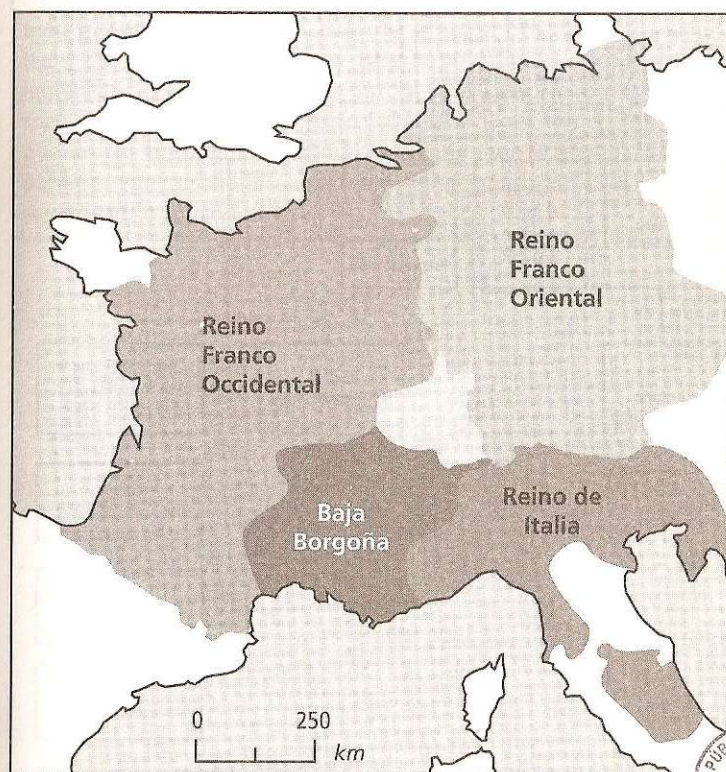 Reino
Franco
Oriental
Reino
Franco
Occidental
Reino de
Italia
Baja
Borgoña
0 250
km